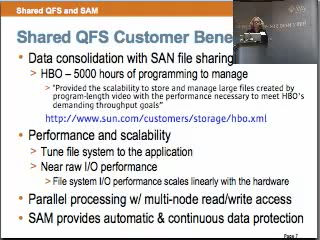 Shared QFS and SAM
Shared QFS Customer Bene
• Data consolidation with SAN file sharing
> HBO – 5000 hours of programming to manage
> "Provided the scalability to store and manage large files created by
program-length video with the performance necessary to meet HBO's
demanding throughput goals”
http://www.sun.com/customers/storage/hbo.xml
• Performance and scalability
> Tune file system to the application
> Near raw I/O performance
> File system I/O performance scales linearly with the hardware
• Parallel processing w/ multi-node read/write access
• SAM provides automatic & continuous data protection
Page 7